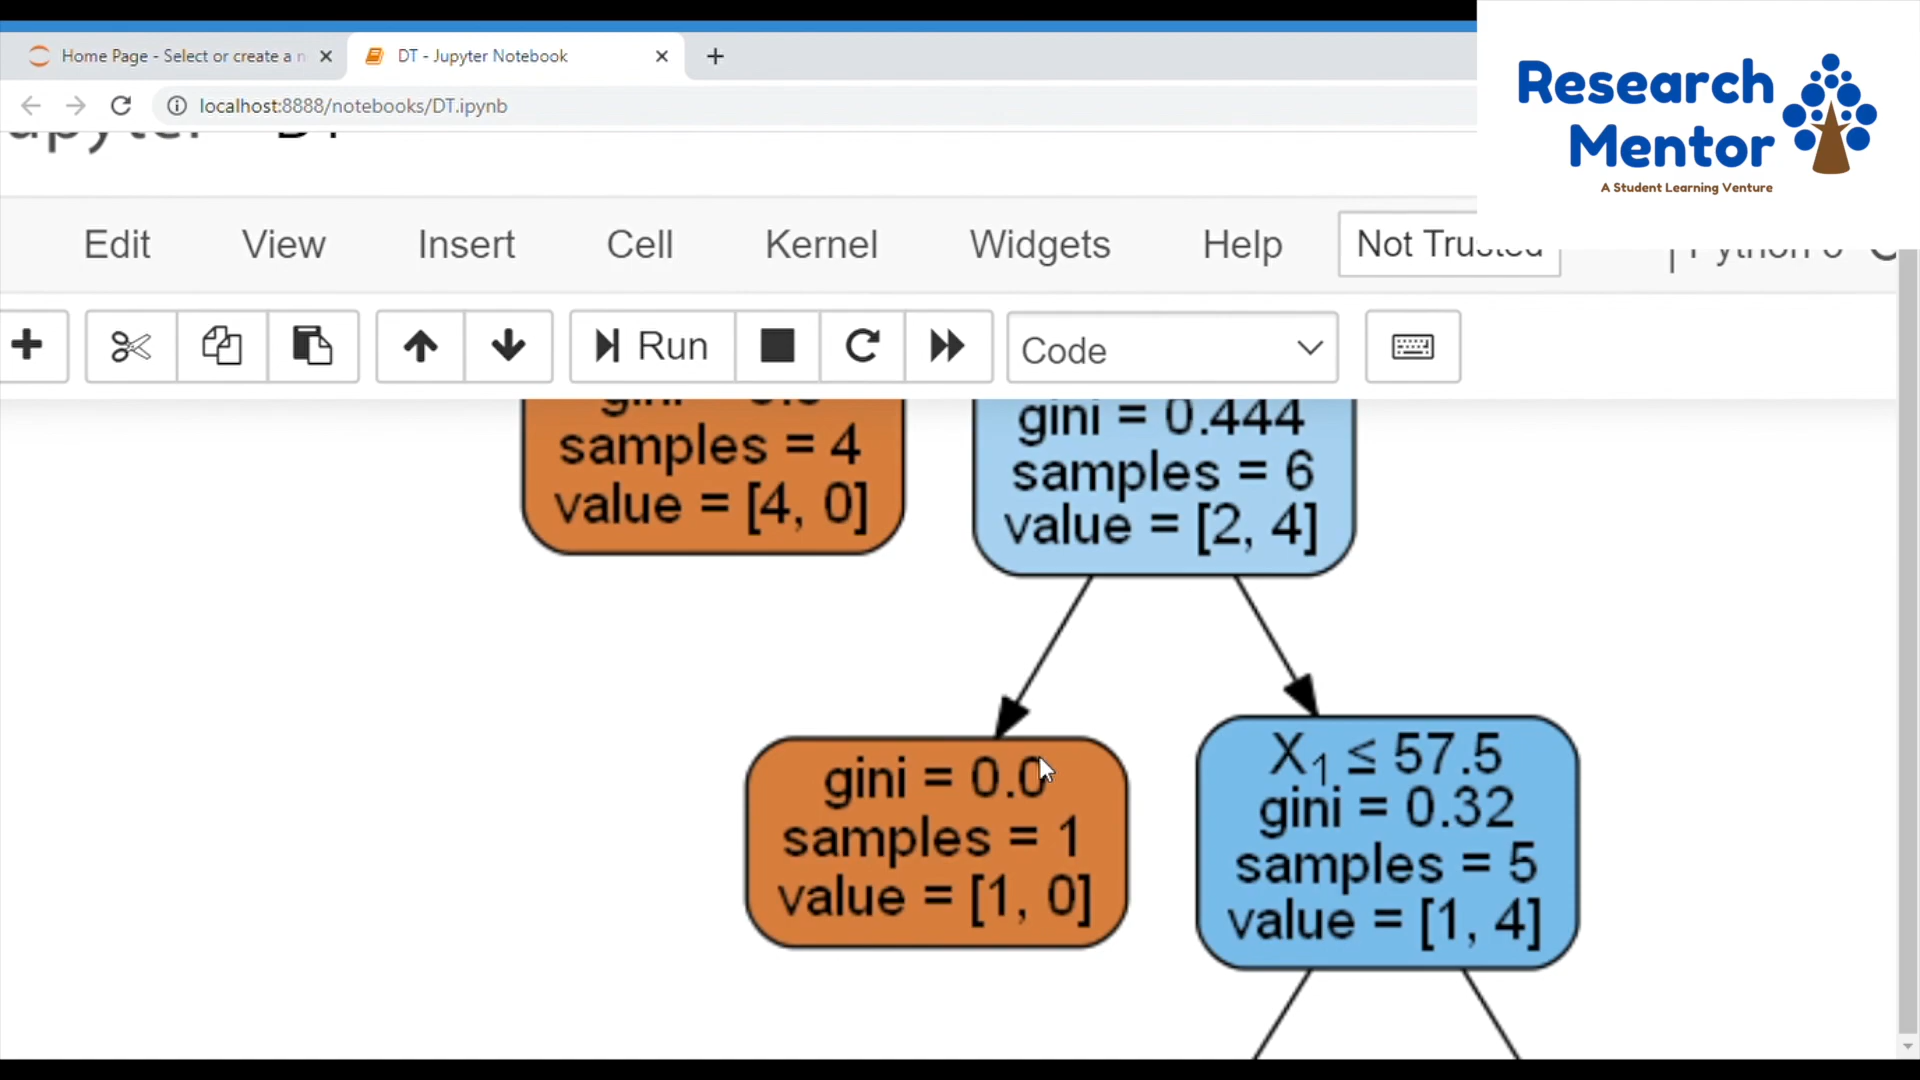 Home Page - Select or create a n
DT - Jupyter Notebook
localhost:8888/notebooks/DT.ipynb
Research
Mentor
A Student Learning Venture
Edit View Insert Cell Kernel Widgets Help Not Trusted
Run Code
samples = 4
value = [4, 0]
gini = 0.444
samples = 6
value = [2, 4]
gini = 0.0
samples = 1
value = [1, 0]
X₁ ≤ 57.5
gini = 0.32
samples = 5
value = [1, 4]